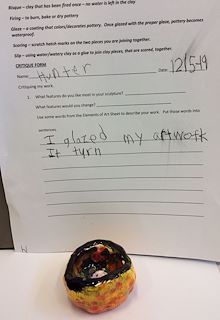 Bisque – clay that has been fired once – no water is left in the clay
Firing – to burn, bake or dry pottery
Glaze – a coating that colors/decorates pottery. Once glazed with the proper glaze, pottery becomes
waterproof.
Scoring – scratch hatch marks on the two pieces you are joining together.
Slip – using watery/watery clay as a glue to join clay pieces, that are scored, together.
CRITIQUE FORM
Name: Hunter Date: 12/5-19
Critiquing my work.
1. What features do you like most in your sculpture?
What features would you change?
Use some words from the Elements of Art Sheet to describe your work. Put those words into
sentences.
I glazed my artwork
It turn